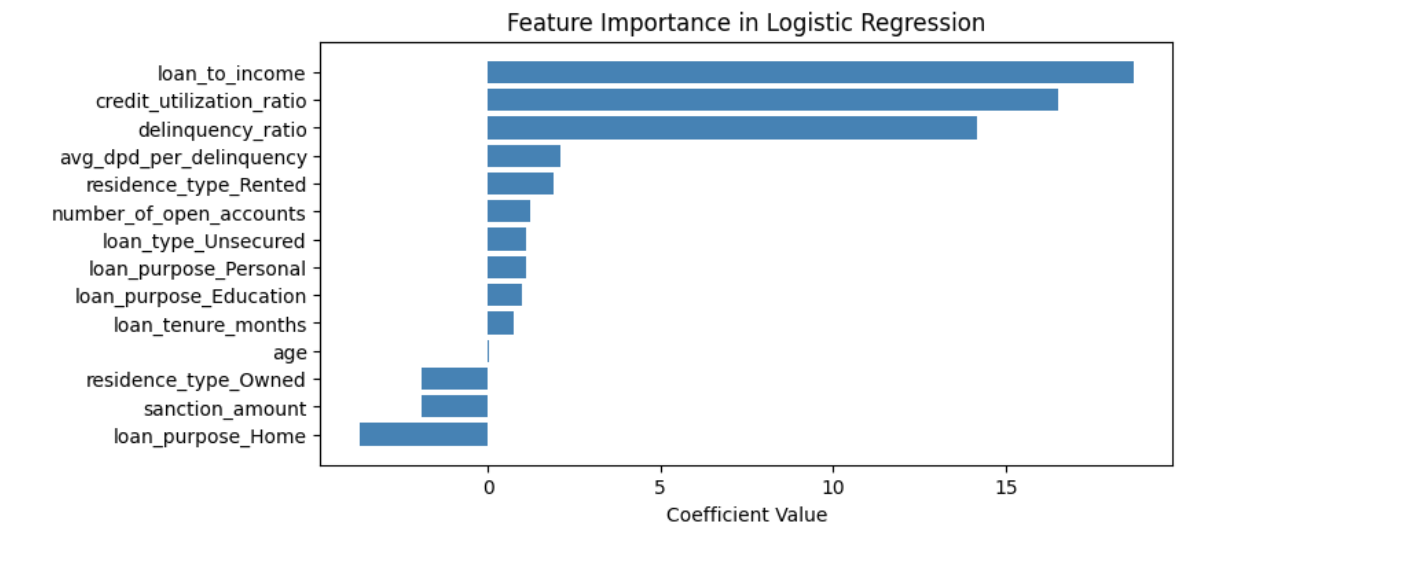 Feature Importance in Logistic Regression
loan_to_income
credit_utilization_ratio
delinquency_ratio
avg_dpd_per_delinquency
residence_type_Rented
number_of_open_accounts
loan_type_Unsecured
loan_purpose_Personal
loan_purpose_Education
loan_tenure_months
age
residence_type_Owned
sanction_amount
loan_purpose_Home
0 5 10 15
Coefficient Value